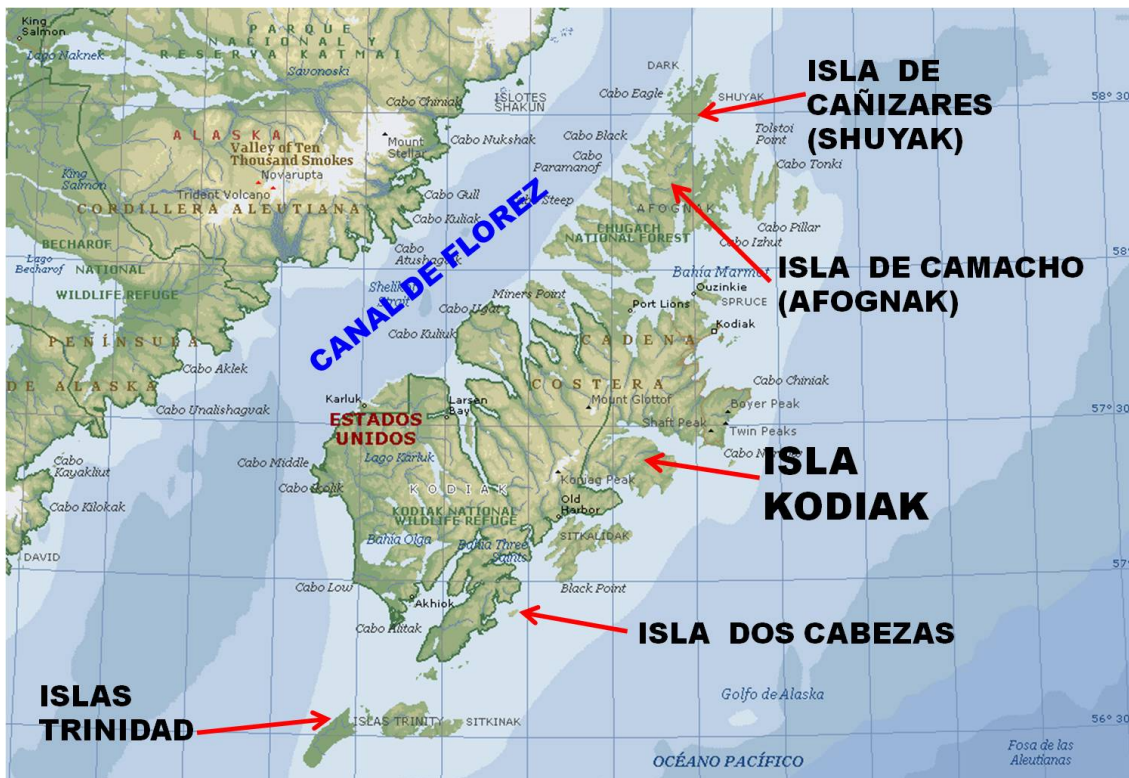 King
Salmon
Lago Naknek
PARQUE
NACIONAL Y
RESERVA KATMAI
Savonoski
DARK
ISLOTES
SHAKUN
Cabo Chiniak
Cabo Eagle
SHUYAK
ISLA DE
CAÑIZARES
(SHUYAK)
58° 30
ALASKA
Valley of Ten
Thousand Smokes
Novarupta
Mount
Stellar
Cabo Nukshak
Cabo Black
Cabo
Paramanof
Tolstoi
Point
Cabo Tonki
King
Salmon
Trident Volcano
CORDILLERA ALEUTIANA
Cabo Gull
Cabo Kuliak
Steep
AFOGNAK
CHUGACH
NATIONAL FOREST
Cabo Pillar
Cabo Izhut
BECHAROF
Lago
Becharof
NATIONAL
WILDLIFE REFUGE
Cabo
Atushagvik
CANAL DE FLOREZ
Bahía Marmot
Ouzinkie
ISLA DE CAMACHO
(AFOGNAK)
58°
Shelik
Strait
Miners Point
Cabo Ugat
Port Lions
SPRUCE
Kodiak
Cabo Kuliuk
PENÍNSULA
DE ALASKA
Cabo Aklek
CADENA
COSTERA
Cabo Unalishagvak
Karluk
Larsen
Bay
Mount Glottof
Cabo Chiniak
Boyer Peak
57° 30
ESTADOS
UNIDOS
Shaft Peak
Twin Peaks
Cabo
Kayakliut
Cabo Middle
Lago Karluk
Cabo
ISLA
KODIAK
Cabo Ikolik
KODIAK
Koniag Peak
Cabo Kilokak
KODIAK NATIONAL
WILDLIFE REFUGE
Old
Harbor
Bahía Olga
Bahía Three
Saints
SITKALIDAK
DAVID
57°
Cabo Low
Black Point
Akhiok
Cabo Alitak
ISLA DOS CABEZAS
ISLAS
TRINIDAD
ISLAS TRINITY
SITKINAK
Golfo de Alaska
56° 30
OCÉANO PACÍFICO
Fosa de las
Aleutianas